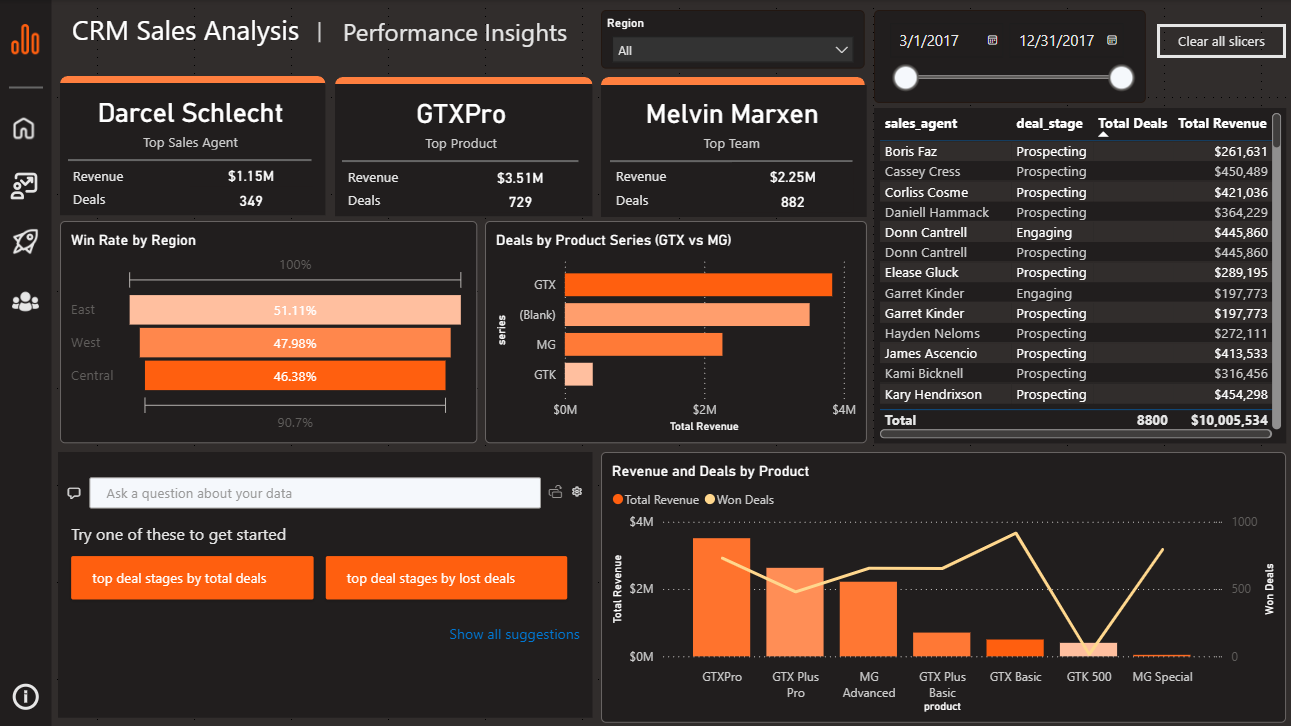 CRM Sales Analysis | Performance Insights
Region
All
3/1/2017 12/31/2017
Clear all slicers
Darcel Schlecht
Top Sales Agent
Revenue $1.15M
Deals 349
GTXPro
Top Product
Revenue $3.51M
Deals 729
Melvin Marxen
Top Team
Revenue $2.25M
Deals 882
sales_agent deal_stage Total Deals Total Revenue
Boris Faz Prospecting $261,631
Cassey Cress Prospecting $450,489
Corliss Cosme Prospecting $421,036
Daniell Hammack Prospecting $364,229
Donn Cantrell Engaging $445,860
Donn Cantrell Prospecting $445,860
Elease Gluck Prospecting $289,195
Garret Kinder Engaging $197,773
Garret Kinder Prospecting $197,773
Hayden Neloms Prospecting $272,111
James Ascencio Prospecting $413,533
Kami Bicknell Prospecting $316,456
Kary Hendrixson Prospecting $454,298
Total 8800 $10,005,534
Win Rate by Region
100%
East 51.11%
West 47.98%
Central 46.38%
90.7%
Deals by Product Series (GTX vs MG)
series
GTX
(Blank)
MG
GTK
$0M $2M $4M
Total Revenue
Ask a question about your data
Try one of these to get started
top deal stages by total deals
top deal stages by lost deals
Show all suggestions
Revenue and Deals by Product
Total Revenue Won Deals
Total Revenue
$4M
$2M
$0M
1000
500
0
Won Deals
GTXPro
GTX Plus
Pro
MG
Advanced
GTX Plus
Basic
GTX Basic
GTK 500
MG Special
product